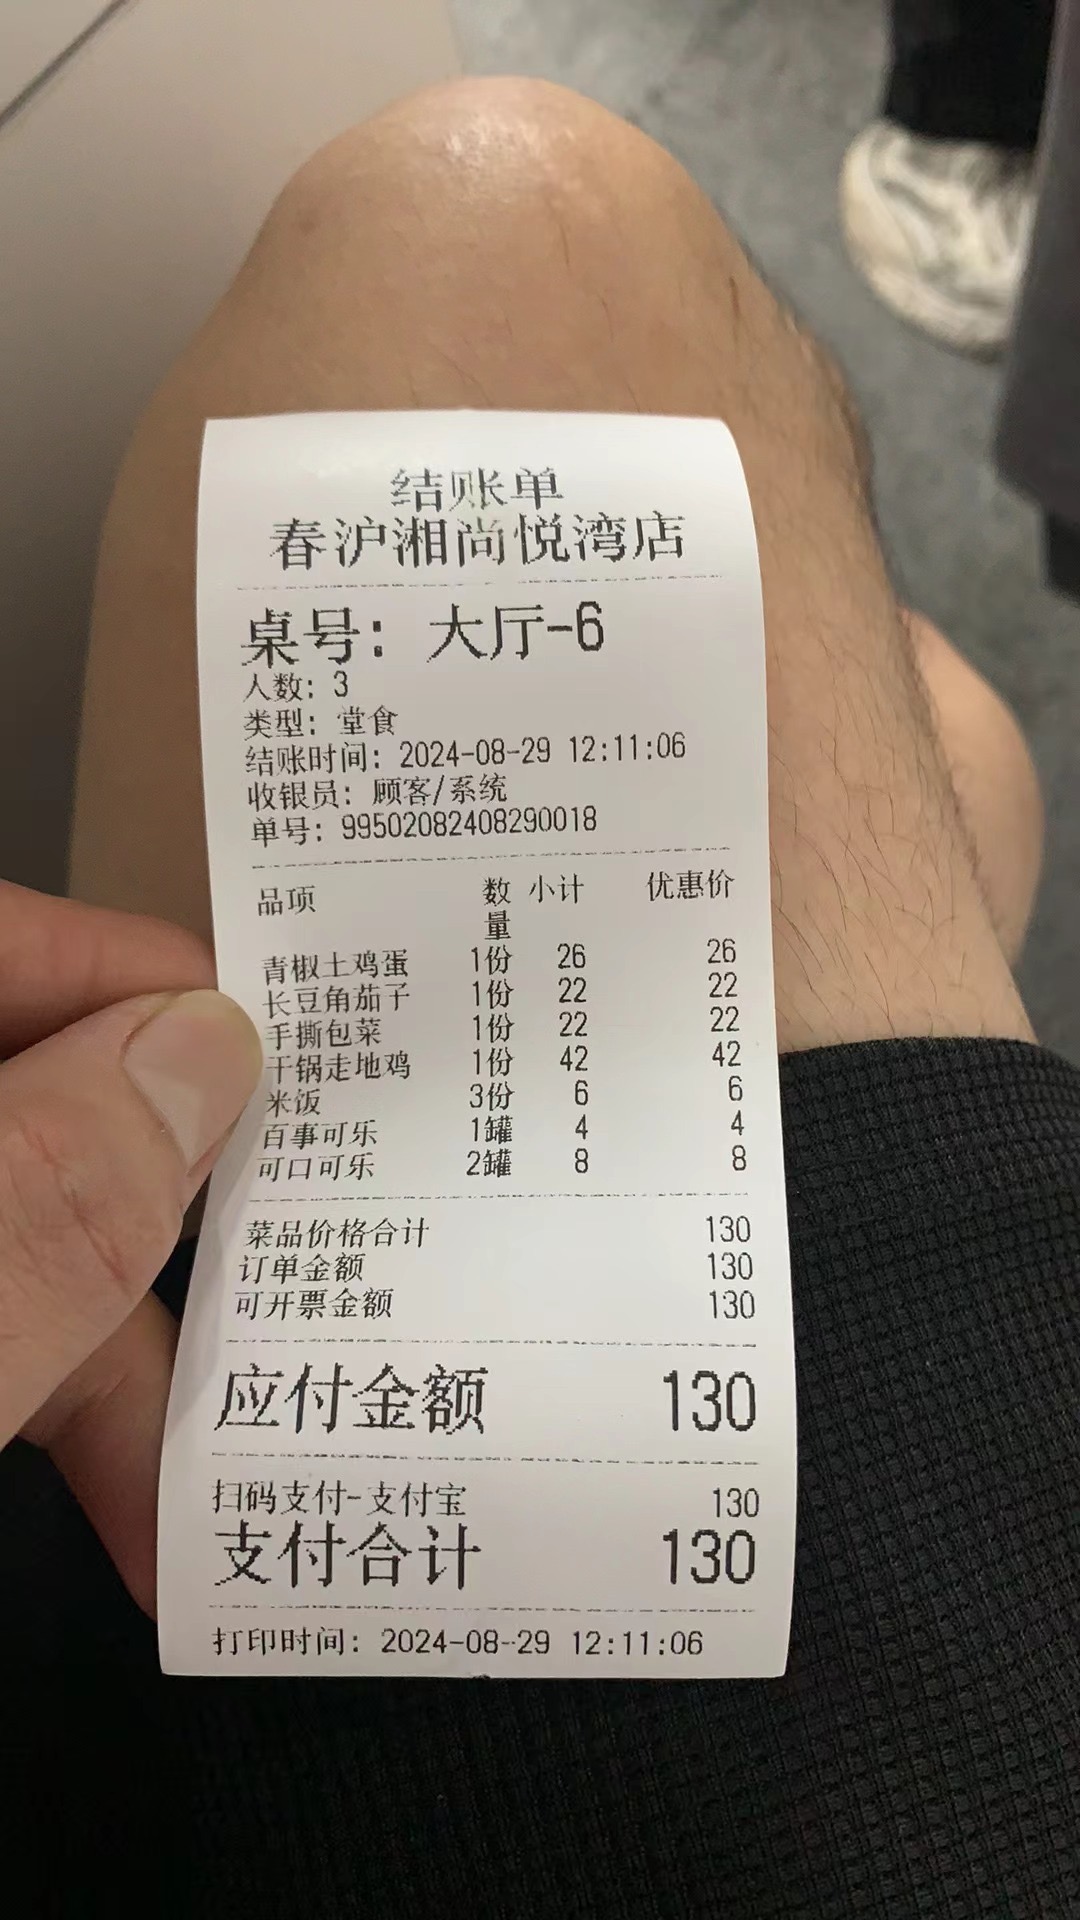 结账单
春沪湘尚悦湾店
桌号: 大厅-6
人数: 3
类型: 堂食
结账时间: 2024-08-29 12:11:06
收银员: 顾客/系统
单号: 99502082408290018
品项 数量 小计 优惠价
青椒土鸡蛋 1份 26 26
长豆角茄子 1份 22 22
手撕包菜 1份 22 22
干锅走地鸡 1份 42 42
米饭 3份 6 6
百事可乐 1罐 4 4
可口可乐 2罐 8 8
菜品价格合计 130
订单金额 130
可开票金额 130
应付金额 130
扫码支付-支付宝 130
支付合计 130
打印时间: 2024-08-29 12:11:06